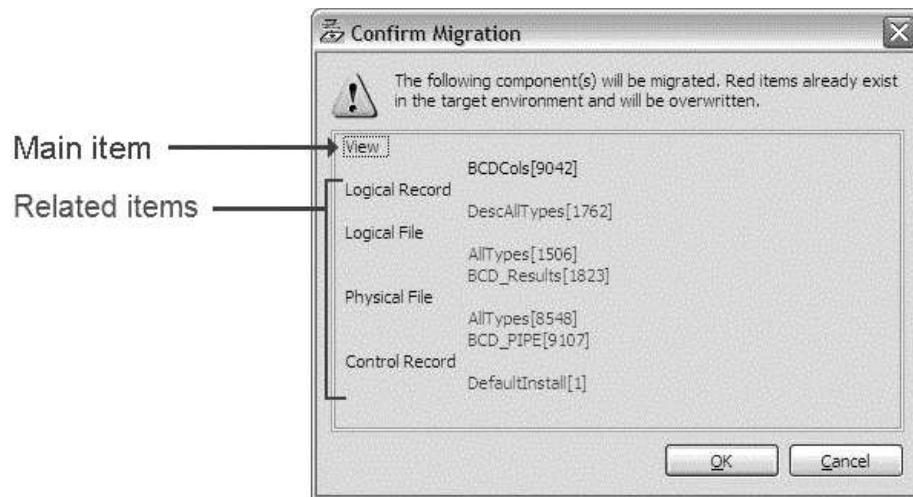 Confirm Migration
The following component(s) will be migrated. Red items already exist
in the target environment and will be overwritten.
Main item
View
BCDCols[9042]
Related items
Logical Record
DescAllTypes[1762]
Logical File
AllTypes[1506]
BCD_Results[1823]
Physical File
AllTypes[8548]
BCD_PIPE[9107]
Control Record
DefaultInstall[1]
OK
Cancel